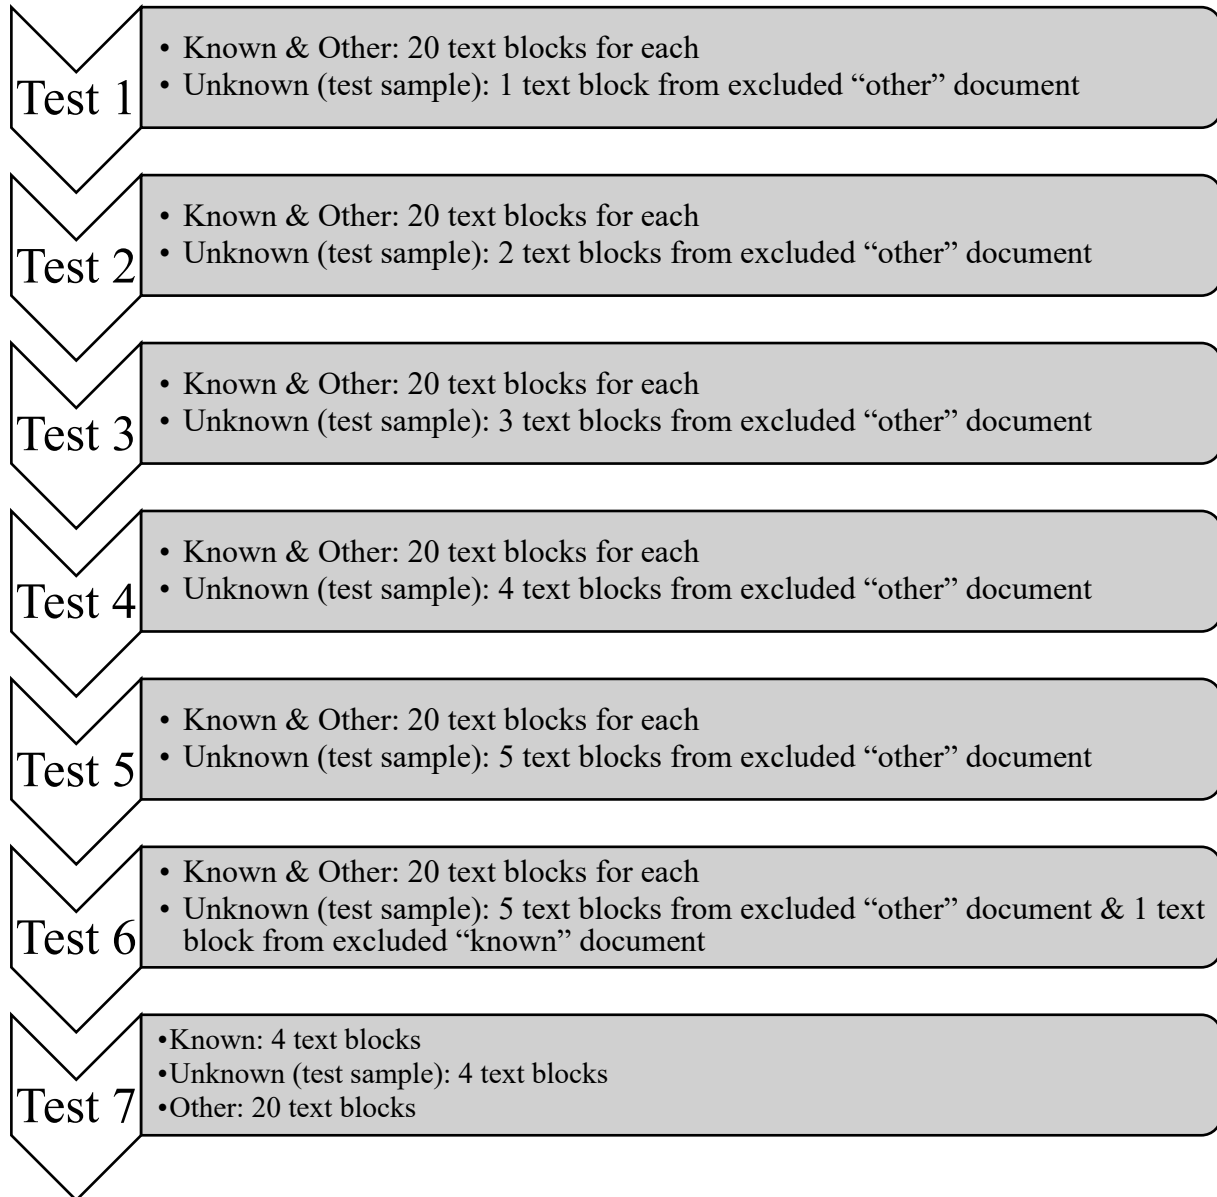 Test 1
• Known & Other: 20 text blocks for each
• Unknown (test sample): 1 text block from excluded “other” document
Test 2
• Known & Other: 20 text blocks for each
• Unknown (test sample): 2 text blocks from excluded “other” document
Test 3
• Known & Other: 20 text blocks for each
• Unknown (test sample): 3 text blocks from excluded “other” document
Test 4
• Known & Other: 20 text blocks for each
• Unknown (test sample): 4 text blocks from excluded “other” document
Test 5
• Known & Other: 20 text blocks for each
• Unknown (test sample): 5 text blocks from excluded “other” document
Test 6
• Known & Other: 20 text blocks for each
• Unknown (test sample): 5 text blocks from excluded “other” document & 1 text
block from excluded “known” document
Test 7
•Known: 4 text blocks
•Unknown (test sample): 4 text blocks
•Other: 20 text blocks